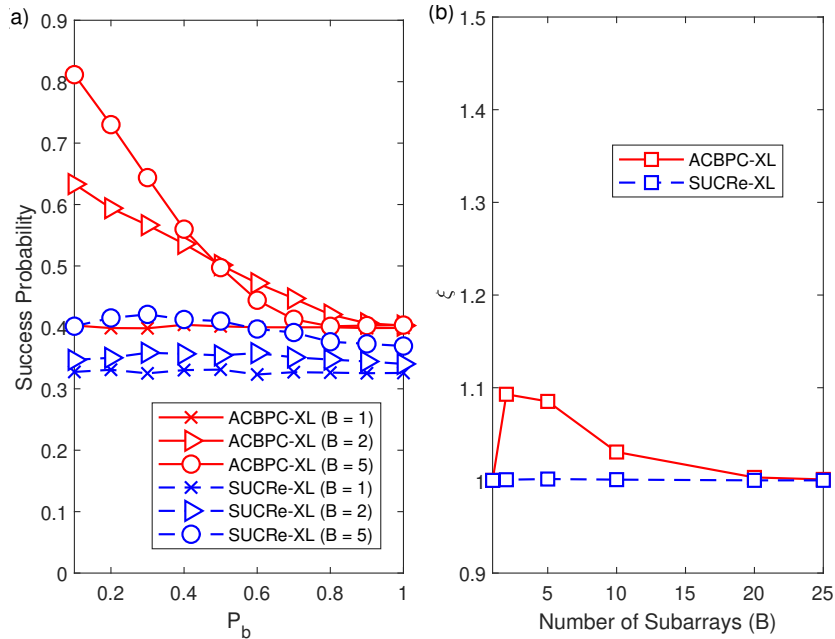 a)
0.9
0.8
0.7
0.6
0.5
0.4
0.3
0.2
0.1
0
Success Probability
0.2 0.4 0.6 0.8 1
P_b
ACBPC-XL (B = 1)
ACBPC-XL (B = 2)
ACBPC-XL (B = 5)
SUCRe-XL (B = 1)
SUCRe-XL (B = 2)
SUCRe-XL (B = 5)
(b)
1.5
1.4
1.3
1.2
1.1
1
0.9
ξ
5 10 15 20 25
Number of Subarrays (B)
ACBPC-XL
SUCRe-XL